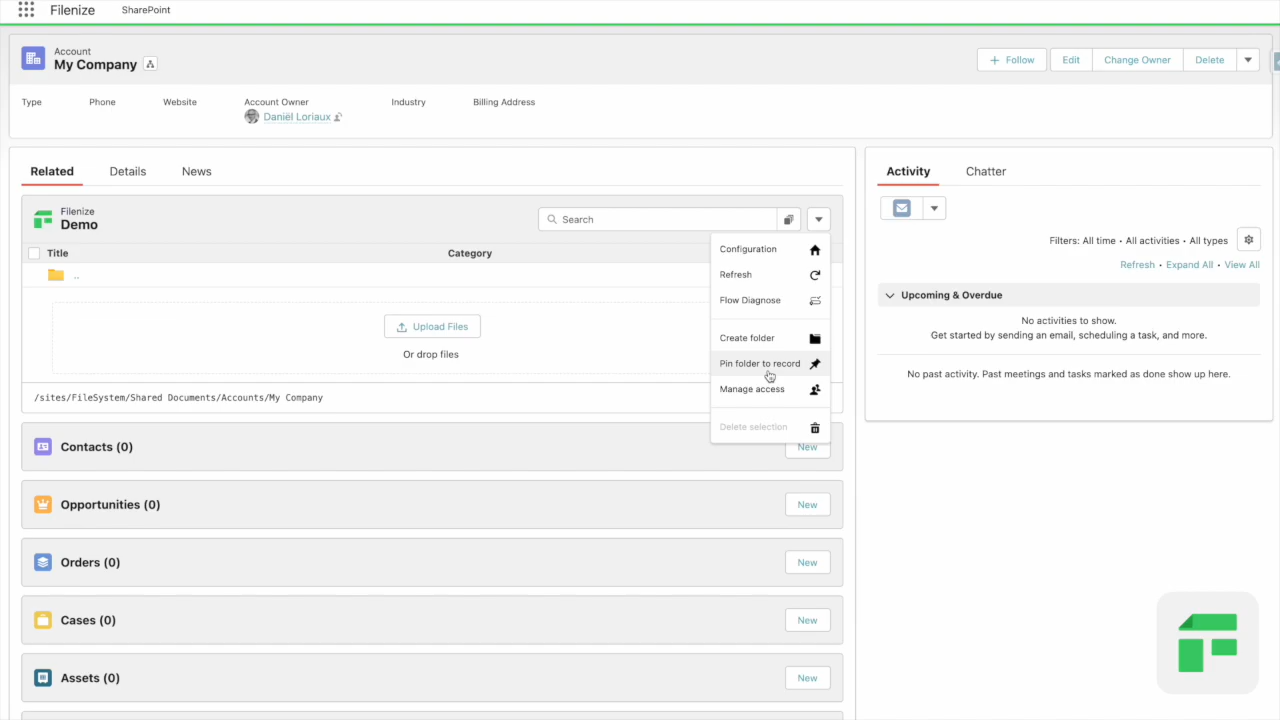 Filenize SharePoint
Account
My Company
Follow Edit Change Owner Delete
Type Phone Website Account Owner Industry Billing Address
Daniël Loriaux
Related Details News
Activity Chatter
Filenize
Demo
Search
Title Category
..
Upload Files
Or drop files
/sites/FileSystem/Shared Documents/Accounts/My Company
Configuration
Refresh
Flow Diagnose
Create folder
Pin folder to record
Manage access
Delete selection
Contacts (0) New
Opportunities (0) New
Orders (0) New
Cases (0) New
Assets (0) New
Filters: All time • All activities • All types
Refresh • Expand All • View All
Upcoming & Overdue
No activities to show.
Get started by sending an email, scheduling a task, and more.
No past activity. Past meetings and tasks marked as done show up here.